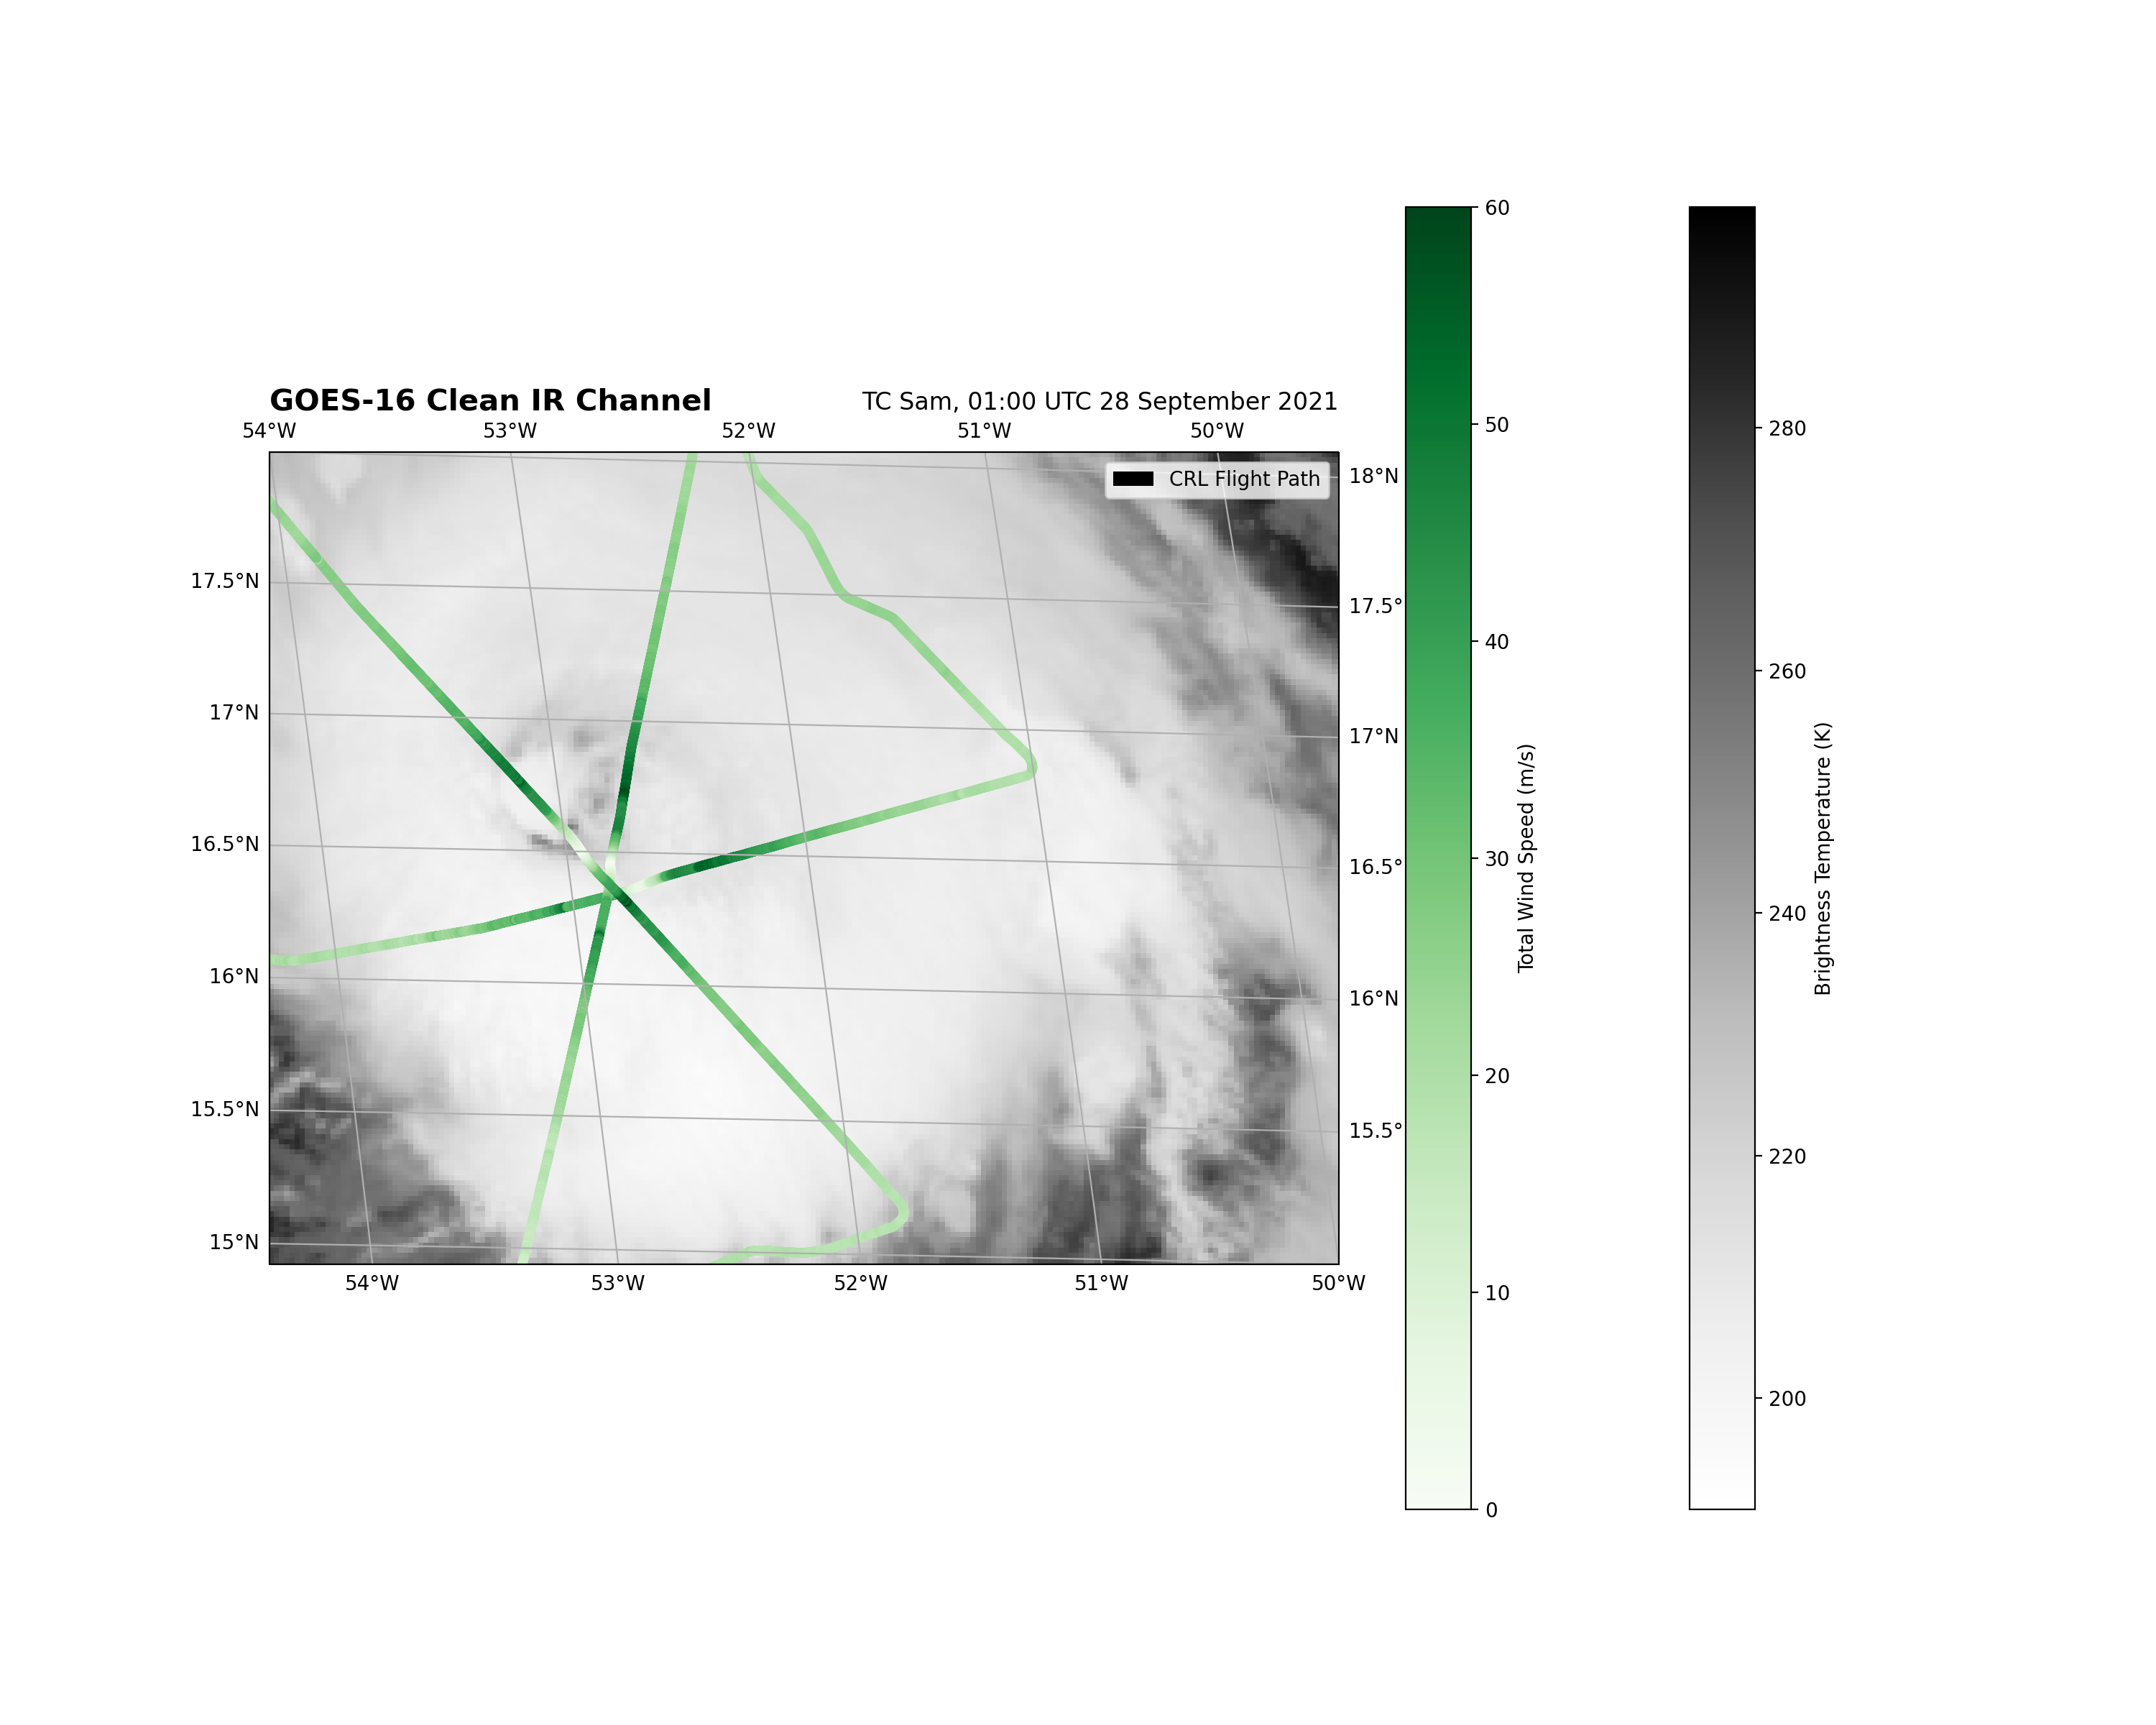 GOES-16 Clean IR Channel
TC Sam, 01:00 UTC 28 September 2021
54°W 53°W 52°W 51°W 50°W
CRL Flight Path
18°N
17.5°N
17.5°
17°N
17°N
16.5°N
16.5°
16°N
16°N
15.5°N
15.5°
15°N
54°W 53°W 52°W 51°W 50°W
60
50
40
30
20
10
0
Total Wind Speed (m/s)
280
260
240
220
200
Brightness Temperature (K)